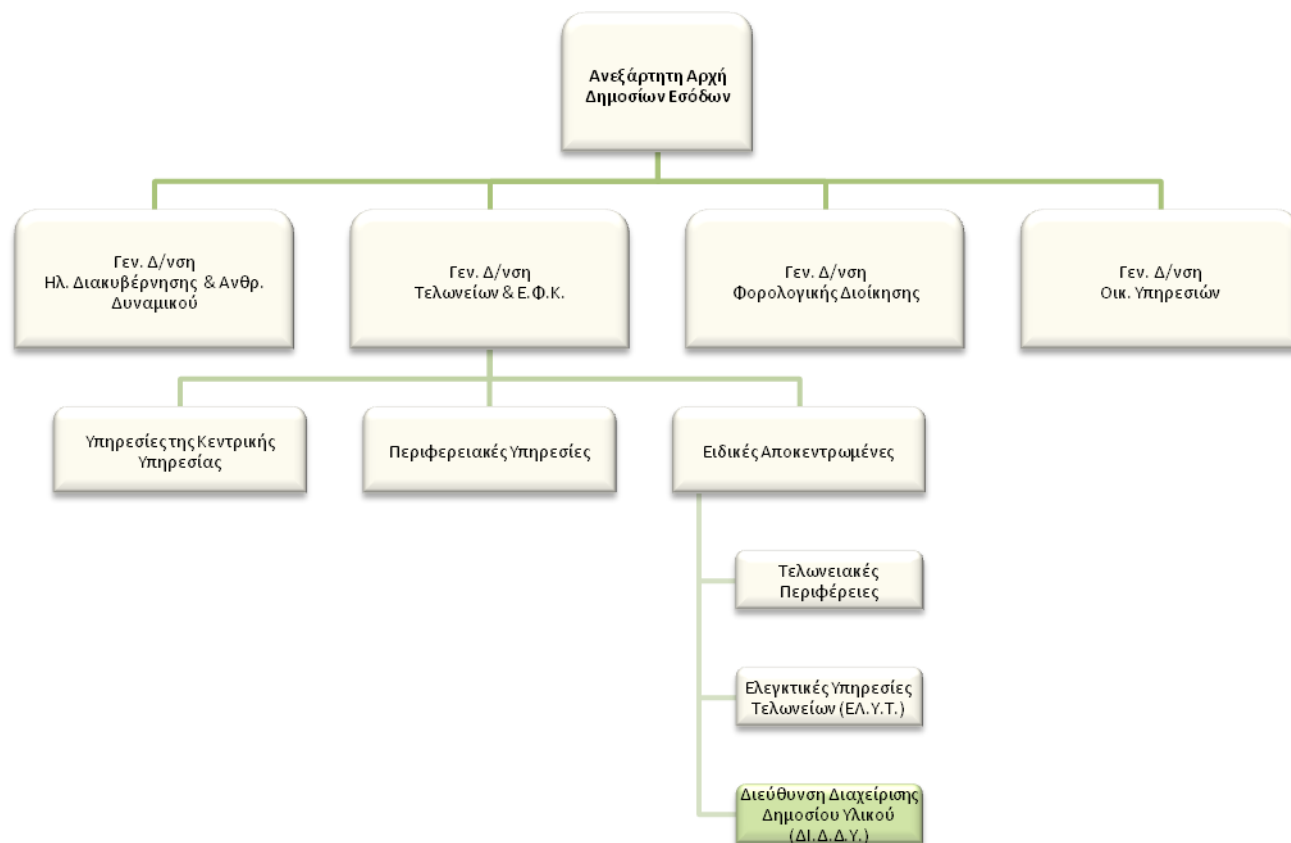 Ανεξάρτητη Αρχή
Δημοσίων Εσόδων
Γεν. Δ/νση
Ηλ. Διακυβέρνησης & Ανθρ.
Δυναμικού
Γεν. Δ/νση
Τελωνείων & Ε.Φ.Κ.
Γεν. Δ/νση
Φορολογικής Διοίκησης
Γεν. Δ/νση
Οικ. Υπηρεσιών
Υπηρεσίες της Κεντρικής
Υπηρεσίας
Περιφερειακές Υπηρεσίες
Ειδικές Αποκεντρωμένες
Τελωνειακές
Περιφέρειες
Ελεγκτικές Υπηρεσίες
Τελωνείων (ΕΛ.Υ.Τ.)
Διεύθυνση Διαχείρισης
Δημοσίου Υλικού
(ΔΙ.Δ.Δ.Υ.)